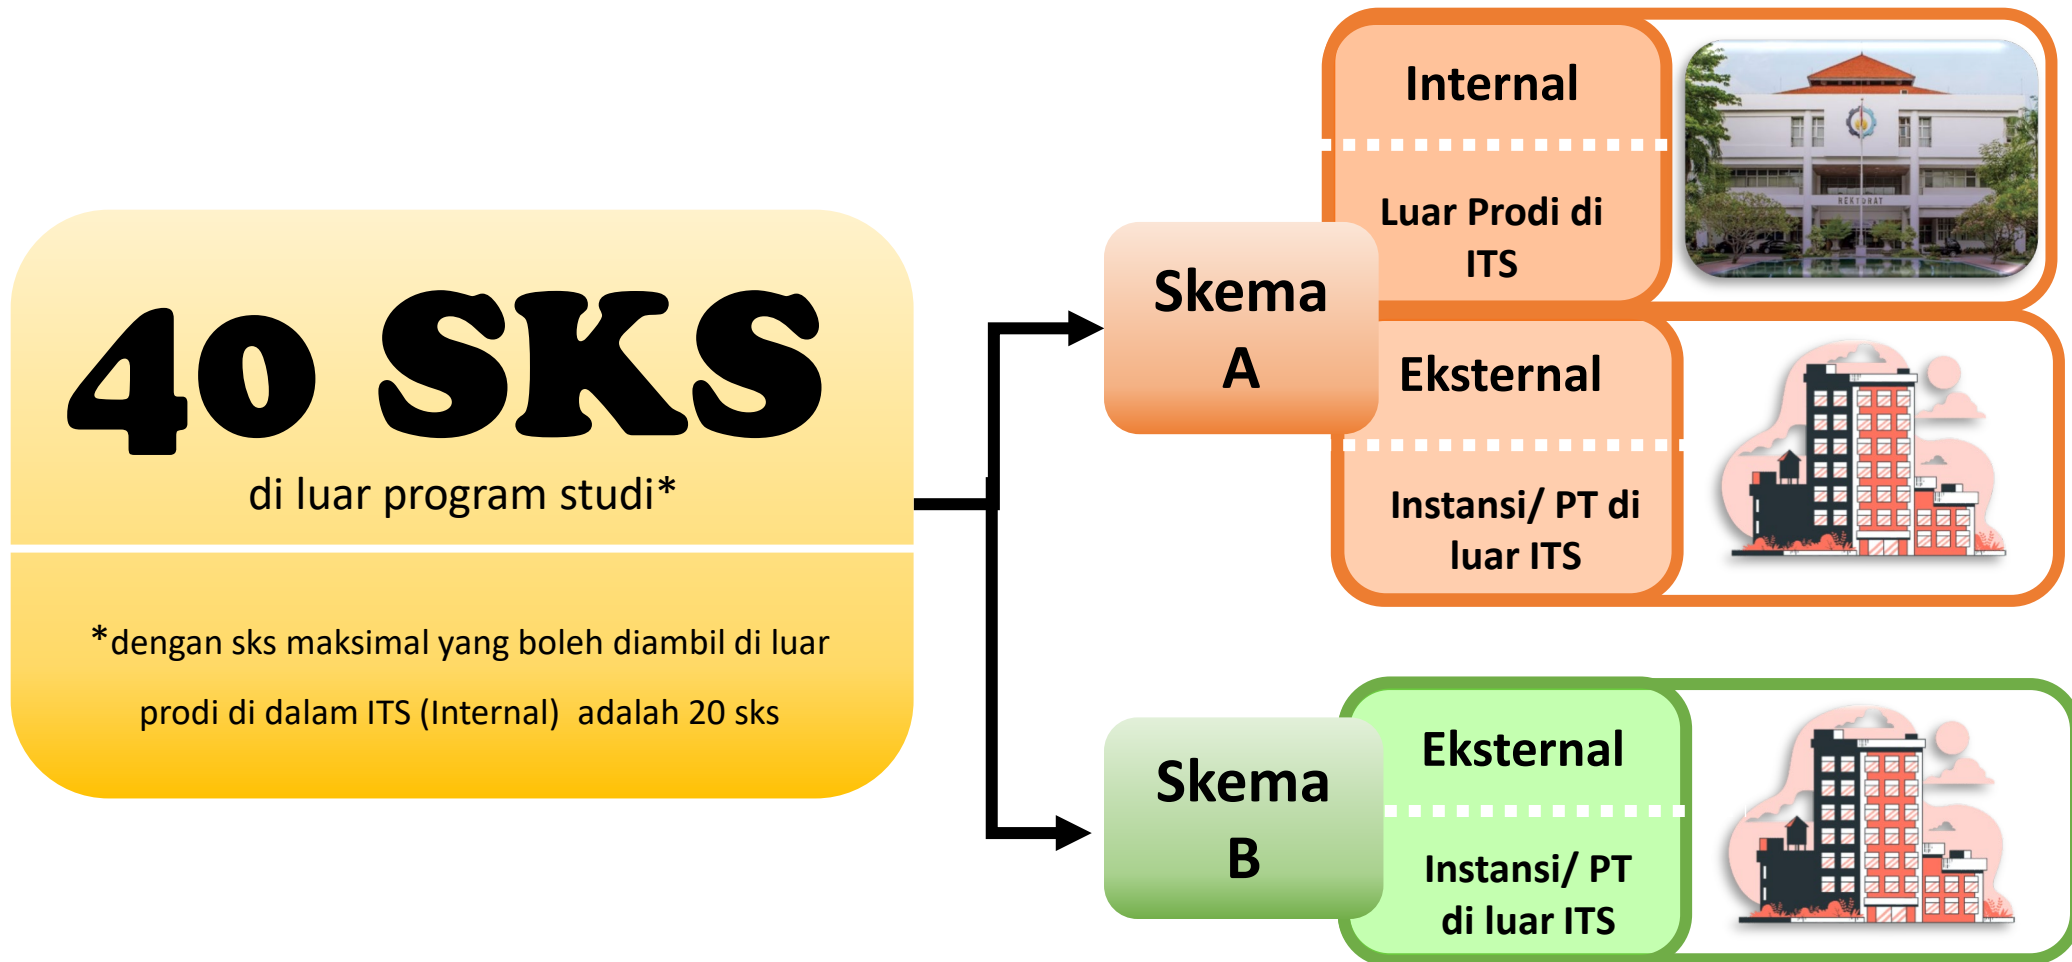 40 SKS
di luar program studi*
*dengan sks maksimal yang boleh diambil di luar
prodi di dalam ITS (Internal) adalah 20 sks
Skema
A
Internal
Luar Prodi di
ITS
REKTORAT
Eksternal
Instansi/ PT di
luar ITS
Skema
B
Eksternal
Instansi/ PT
di luar ITS